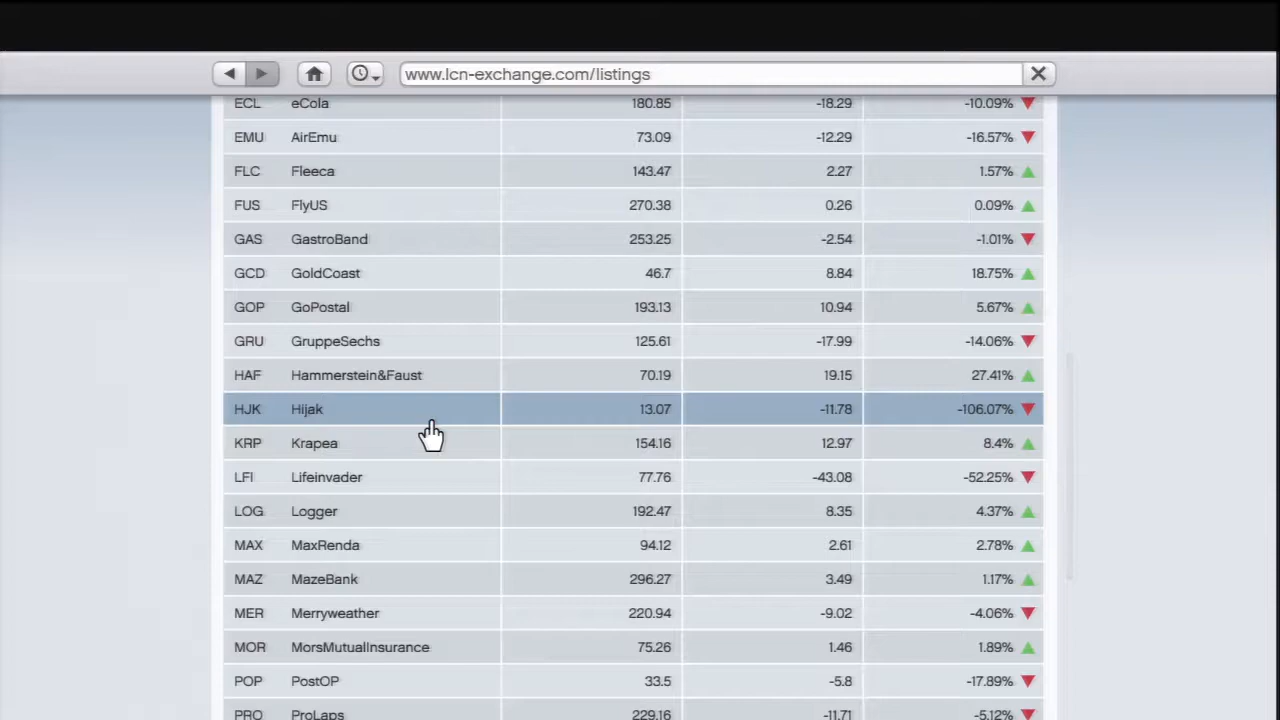 www.lcn-exchange.com/listings
ECL eCola 180.85 -18.29 -10.09%
EMU AirEmu 73.09 -12.29 -16.57%
FLC Fleeca 143.47 2.27 1.57%
FUS FlyUS 270.38 0.26 0.09%
GAS GastroBand 253.25 -2.54 -1.01%
GCD GoldCoast 46.7 8.84 18.75%
GOP GoPostal 193.13 10.94 5.67%
GRU GruppeSechs 125.61 -17.99 -14.06%
HAF Hammerstein&Faust 70.19 19.15 27.41%
HJK Hijak 13.07 -11.78 -106.07%
KRP Krapea 154.16 12.97 8.4%
LFI Lifeinvader 77.76 -43.08 -52.25%
LOG Logger 192.47 8.35 4.37%
MAX MaxRenda 94.12 2.61 2.78%
MAZ MazeBank 296.27 3.49 1.17%
MER Merryweather 220.94 -9.02 -4.06%
MOR MorsMutualInsurance 75.26 1.46 1.89%
POP PostOP 33.5 -5.8 -17.89%
PRO ProLaps 229.16 -11.71 -5.12%